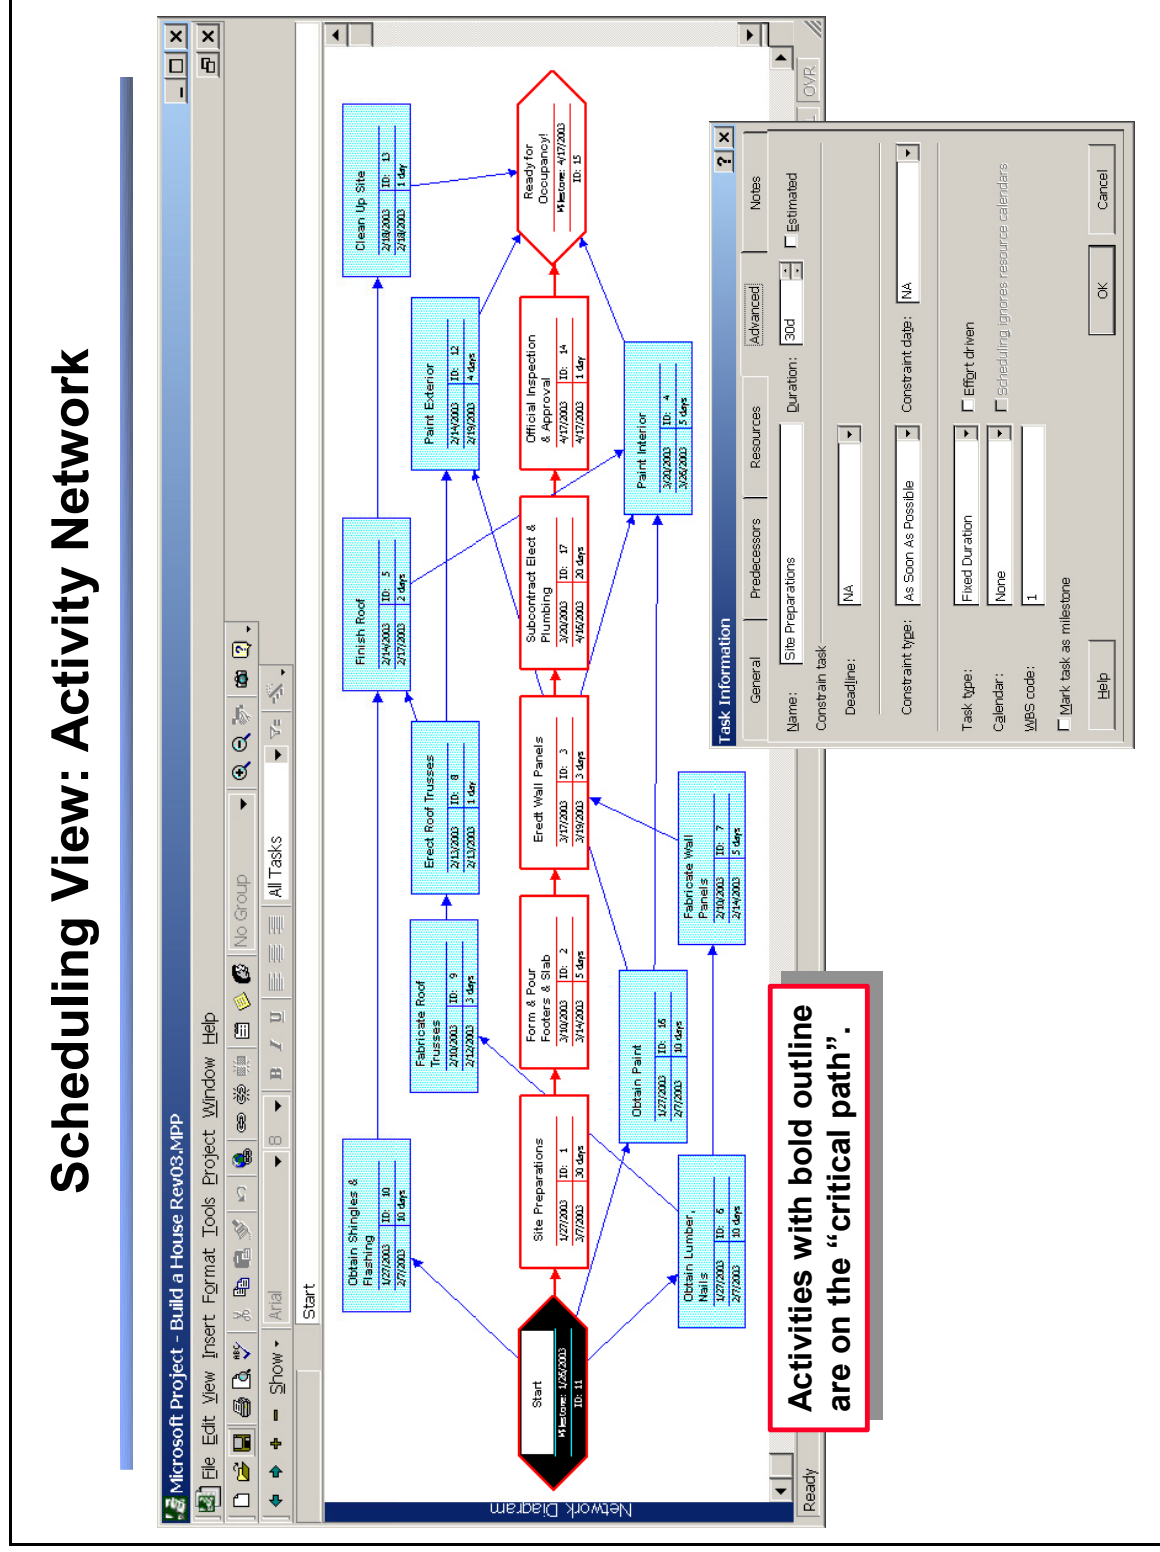 Scheduling View: Activity Network
Microsoft Project - Build a House Rev03.MPP
File Edit View Insert Format Tools Project Window Help
No Group
Show
Arial
8
B I U
All Tasks
Start
Network Diagram
Obtain Shingles &
Flashing
1/27/2003 ID: 10
2/7/2003 10 days
Finish Roof
2/14/2003 ID: 5
2/17/2003 2 days
Clean Up Site
2/18/2003 ID: 13
2/18/2003 1 day
Fabricate Roof
Trusses
2/10/2003 ID: 9
2/12/2003 3 days
Erect Roof Trusses
2/13/2003 ID: 8
2/13/2003 1 day
Paint Exterior
2/14/2003 ID: 12
2/19/2003 4 days
Start
Milestone: 1/26/2003
ID: 11
Site Preparations
1/27/2003 ID: 1
3/7/2003 30 days
Form & Pour
Footers & Slab
3/10/2003 ID: 2
3/14/2003 5 days
Eredt Wall Panels
3/17/2003 ID: 3
3/19/2003 3 days
Subcontract Elect &
Plumbing
3/20/2003 ID: 17
4/16/2003 20 days
Official Inspection
& Approval
4/17/2003 ID: 14
4/17/2003 1 day
Ready for
Occupancy!
Milestone: 4/17/2003
ID: 15
Obtain Paint
1/27/2003 ID: 16
2/7/2003 10 days
Paint Interior
3/20/2003 ID: 4
3/26/2003 5 days
Obtain Lumber,
Nails
1/27/2003 ID: 6
2/7/2003 10 days
Fabricate Wall
Panels
2/10/2003 ID: 7
2/14/2003 5 days
Ready
OVR
Task Information
General Predecessors Resources Advanced Notes
Name: Site Preparations Duration: 30d Estimated
Constrain task
Deadline: NA
Constraint type: As Soon As Possible Constraint date: NA
Task type: Fixed Duration Effort driven
Calendar: None Scheduling ignores resource calendars
WBS code: 1
Mark task as milestone
Help OK Cancel
Activities with bold outline
are on the “critical path”.